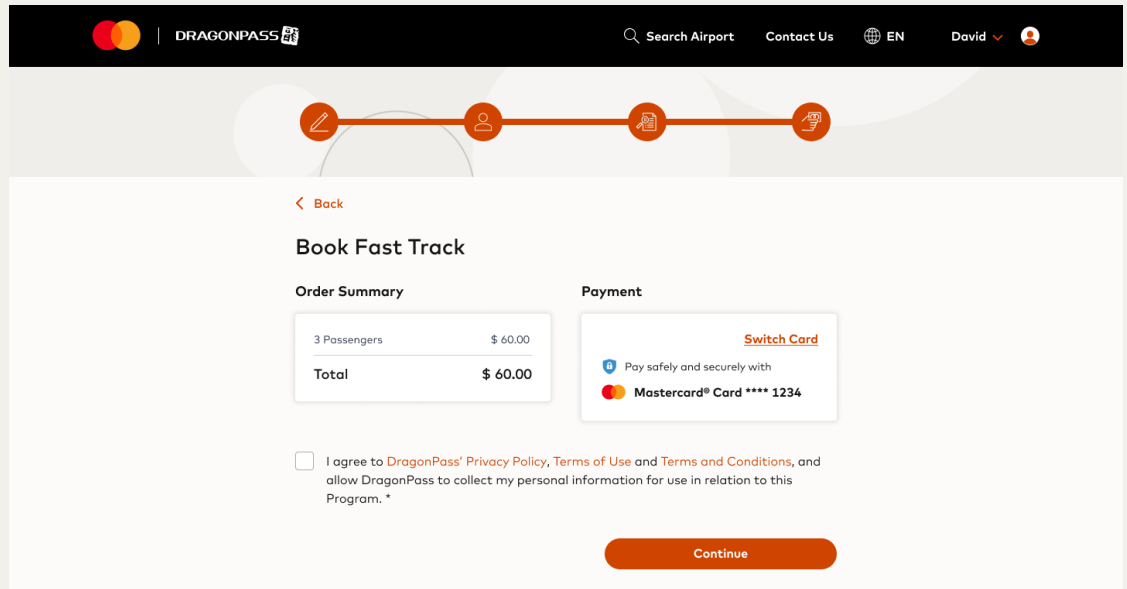 DRAGONPASS
Search Airport
Contact Us
EN
David
Back
Book Fast Track
Order Summary
3 Passengers $ 60.00
Total $ 60.00
Payment
Switch Card
Pay safely and securely with
Mastercard® Card **** 1234
I agree to DragonPass' Privacy Policy, Terms of Use and Terms and Conditions, and
allow DragonPass to collect my personal information for use in relation to this
Program. *
Continue